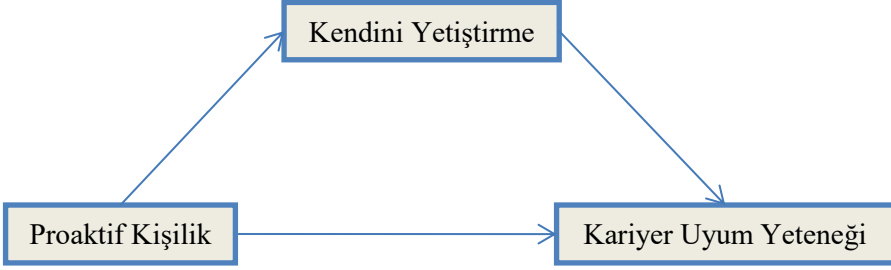 Kendini Yetiştirme
Proaktif Kişilik
Kariyer Uyum Yeteneği